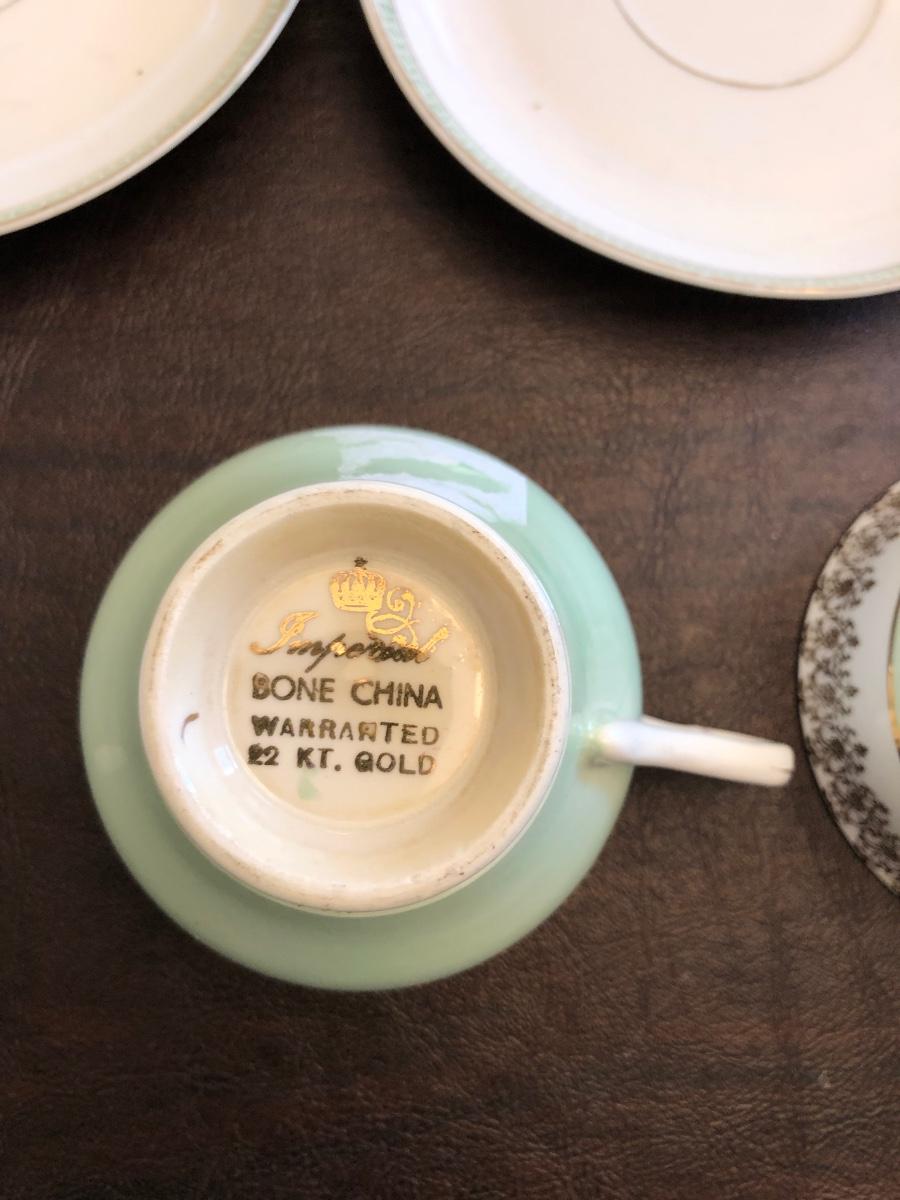 Imperial
BONE CHINA
WARRANTED
22 KT. GOLD